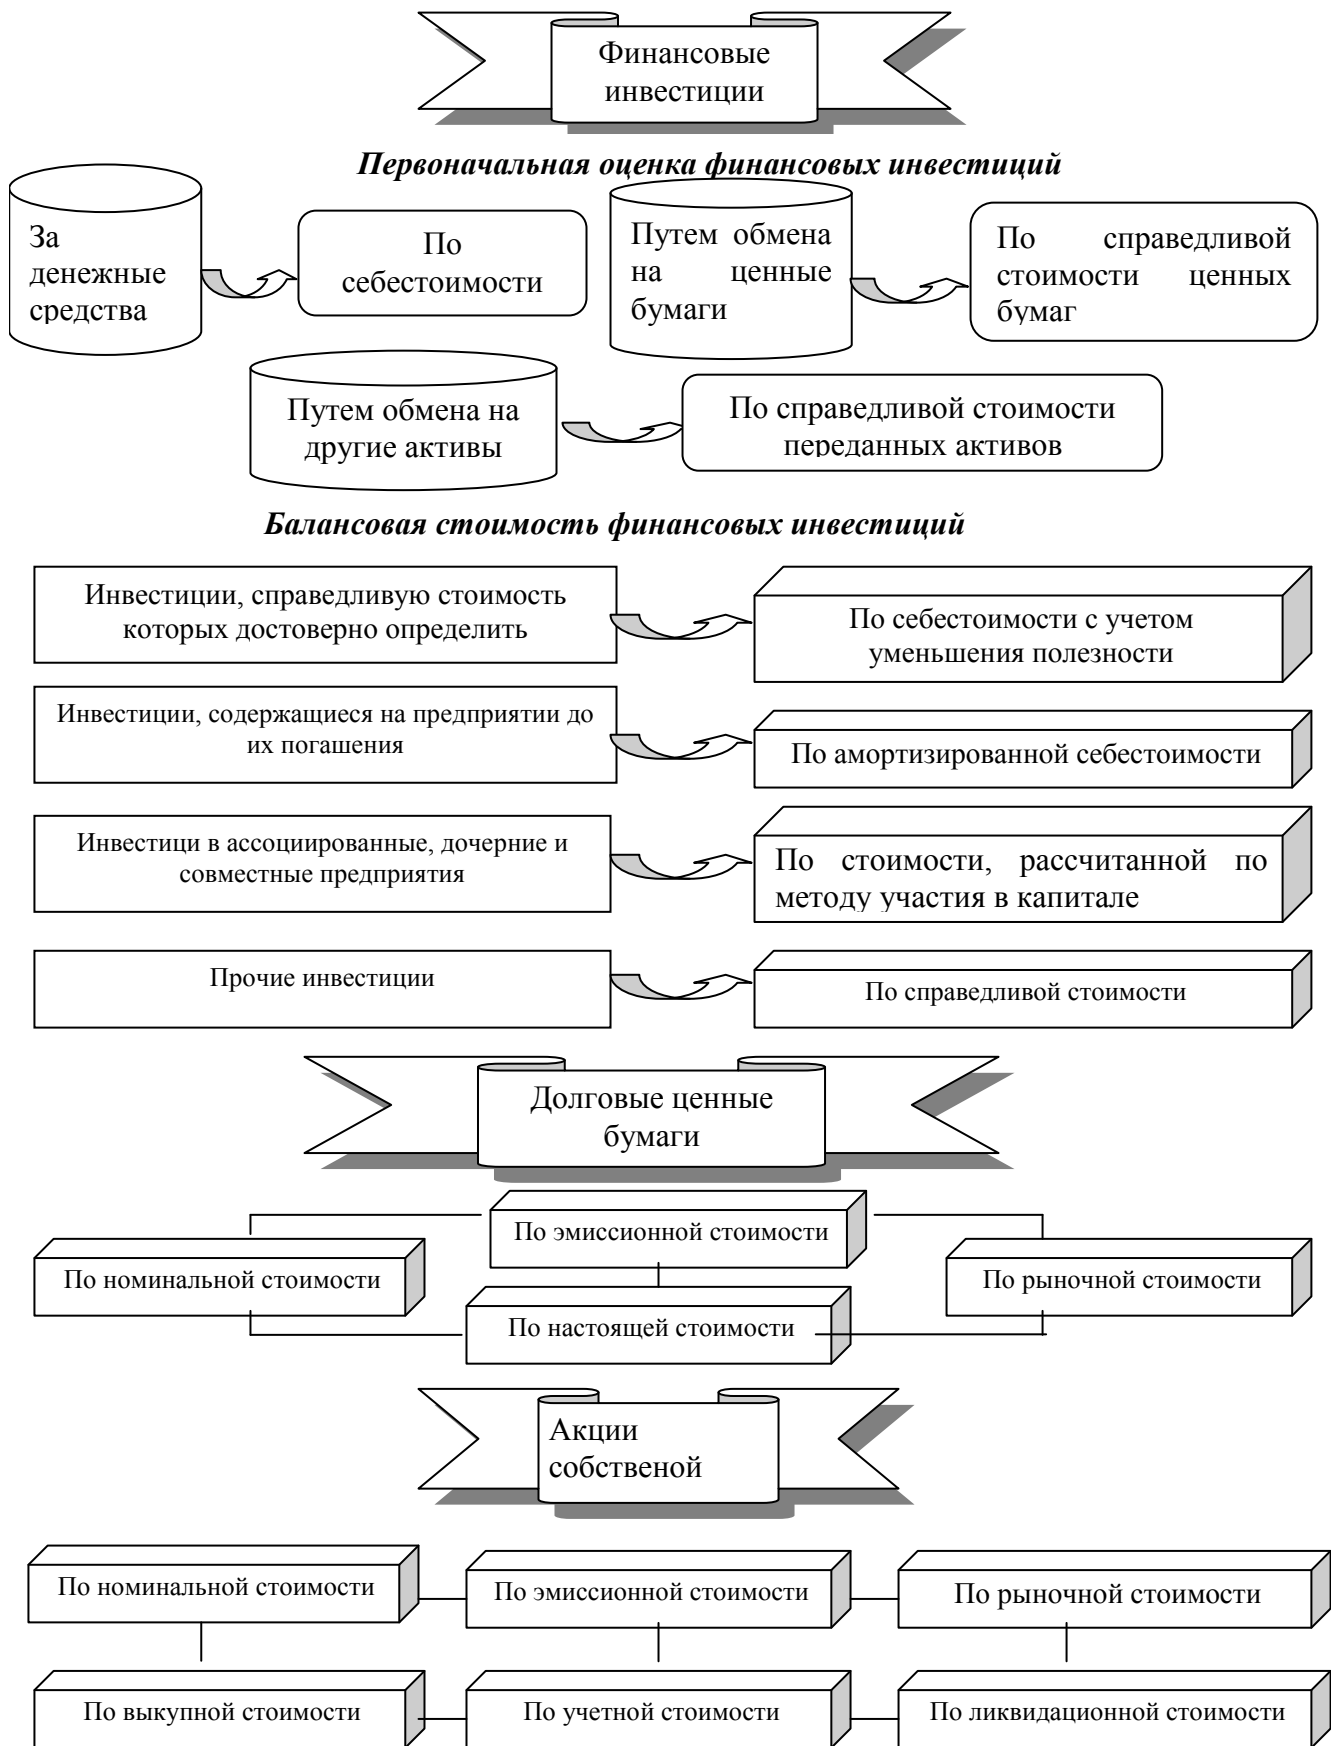 Финансовые
инвестиции
Первоначальная оценка финансовых инвестиций
За
денежные
средства
По
себестоимости
Путем обмена
на ценные
бумаги
По справедливой
стоимости ценных
бумаг
Путем обмена на
другие активы
По справедливой стоимости
переданных активов
Балансовая стоимость финансовых инвестиций
Инвестиции, справедливую стоимость
которых достоверно определить
По себестоимости с учетом
уменьшения полезности
Инвестиции, содержащиеся на предприятии до
их погашения
По амортизированной себестоимости
Инвестици в ассоциированные, дочерние и
совместные предприятия
По стоимости, рассчитанной по
методу участия в капитале
Прочие инвестиции
По справедливой стоимости
Долговые ценные
бумаги
По эмиссионной стоимости
По номинальной стоимости
По рыночной стоимости
По настоящей стоимости
Акции
собственой
По номинальной стоимости
По эмиссионной стоимости
По рыночной стоимости
По выкупной стоимости
По учетной стоимости
По ликвидационной стоимости